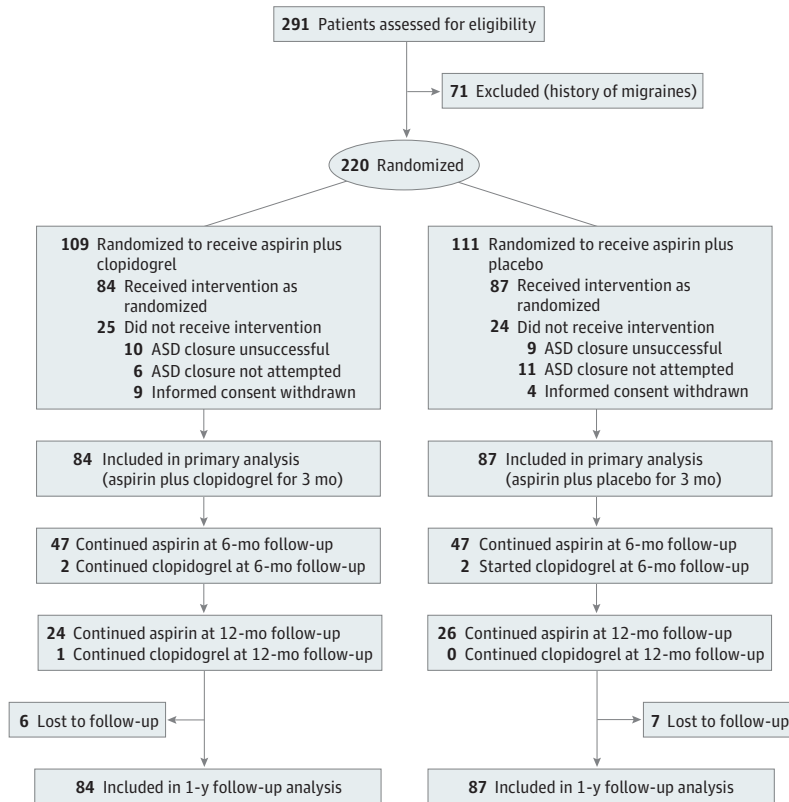 291 Patients assessed for eligibility
71 Excluded (history of migraines)
220 Randomized
109 Randomized to receive aspirin plus
clopidogrel
84 Received intervention as
randomized
25 Did not receive intervention
10 ASD closure unsuccessful
6 ASD closure not attempted
9 Informed consent withdrawn
111 Randomized to receive aspirin plus
placebo
87 Received intervention as
randomized
24 Did not receive intervention
9 ASD closure unsuccessful
11 ASD closure not attempted
4 Informed consent withdrawn
84 Included in primary analysis
(aspirin plus clopidogrel for 3 mo)
87 Included in primary analysis
(aspirin plus placebo for 3 mo)
47 Continued aspirin at 6-mo follow-up
2 Continued clopidogrel at 6-mo follow-up
47 Continued aspirin at 6-mo follow-up
2 Started clopidogrel at 6-mo follow-up
24 Continued aspirin at 12-mo follow-up
1 Continued clopidogrel at 12-mo follow-up
26 Continued aspirin at 12-mo follow-up
0 Continued clopidogrel at 12-mo follow-up
6 Lost to follow-up
7 Lost to follow-up
84 Included in 1-y follow-up analysis
87 Included in 1-y follow-up analysis